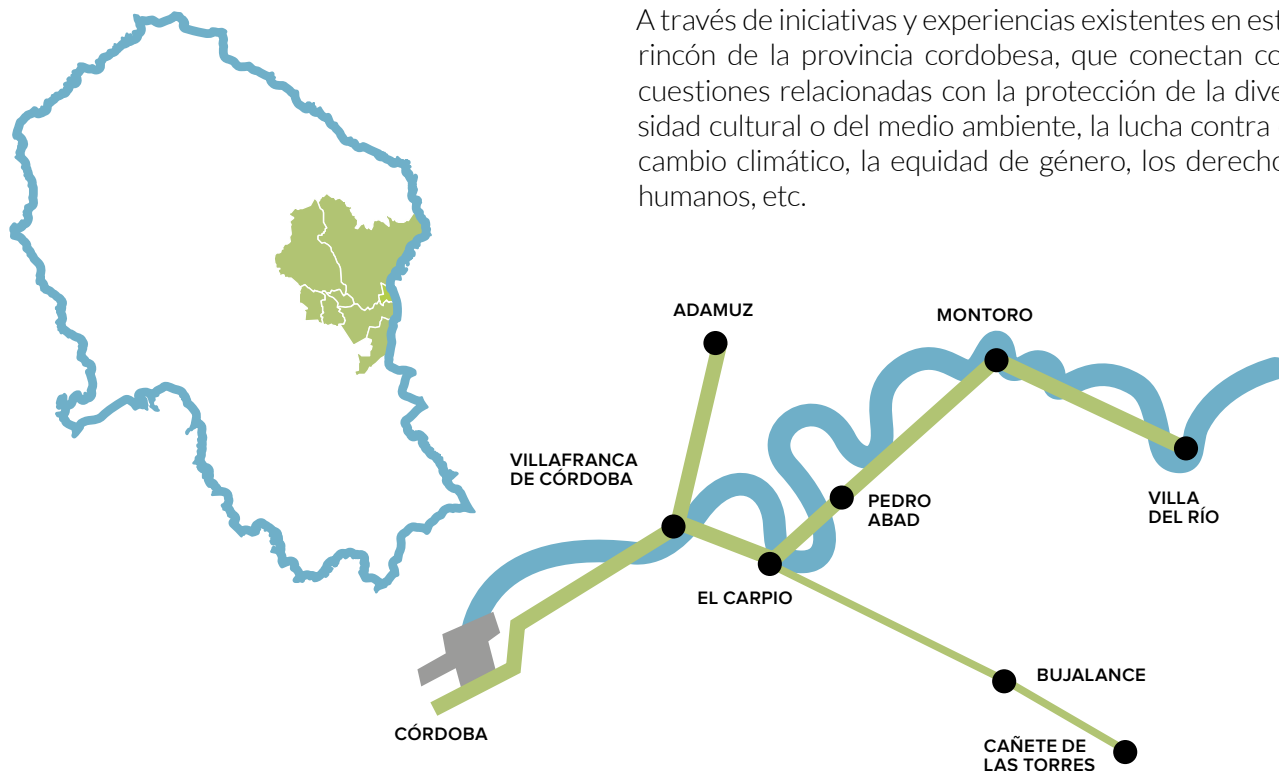 A través de iniciativas y experiencias existentes en est
rincón de la provincia cordobesa, que conectan co
cuestiones relacionadas con la protección de la dive
sidad cultural o del medio ambiente, la lucha contra
cambio climático, la equidad de género, los derecho
humanos, etc.
ADAMUZ
MONTORO
VILLAFRANCA
DE CÓRDOBA
PEDRO
ABAD
VILLA
DEL RÍO
EL CARPIO
BUJALANCE
CÓRDOBA
CAÑETE DE
LAS TORRES